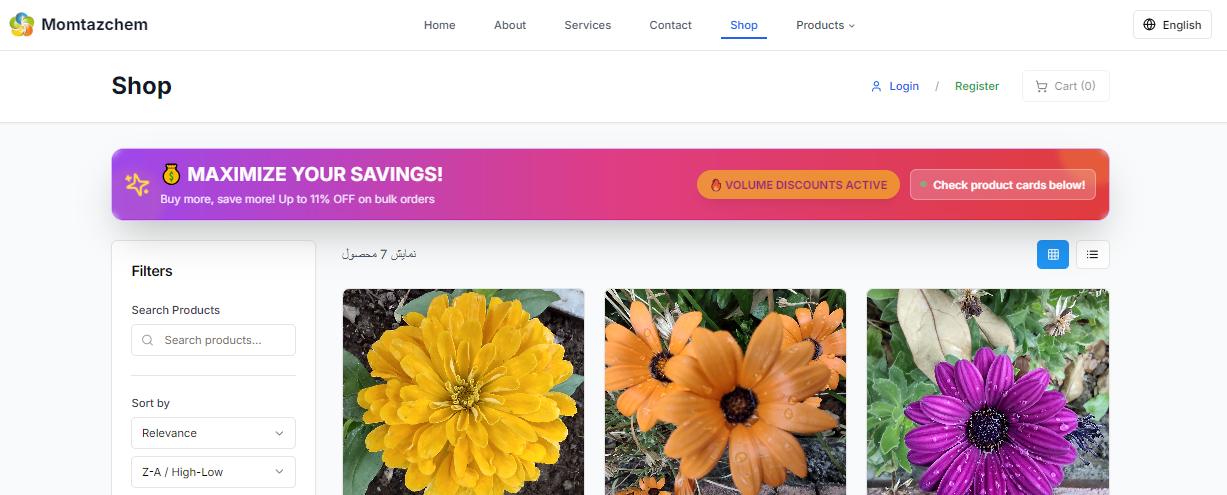 Momtazchem
Home About Services Contact Shop Products
English
Shop
Login / Register Cart (0)
💰 MAXIMIZE YOUR SAVINGS!
Buy more, save more! Up to 11% OFF on bulk orders
🔥 VOLUME DISCOUNTS ACTIVE
Check product cards below!
Filters
نمایش 7 محصول
Search Products
Search products...
Sort by
Relevance
Z-A / High-Low